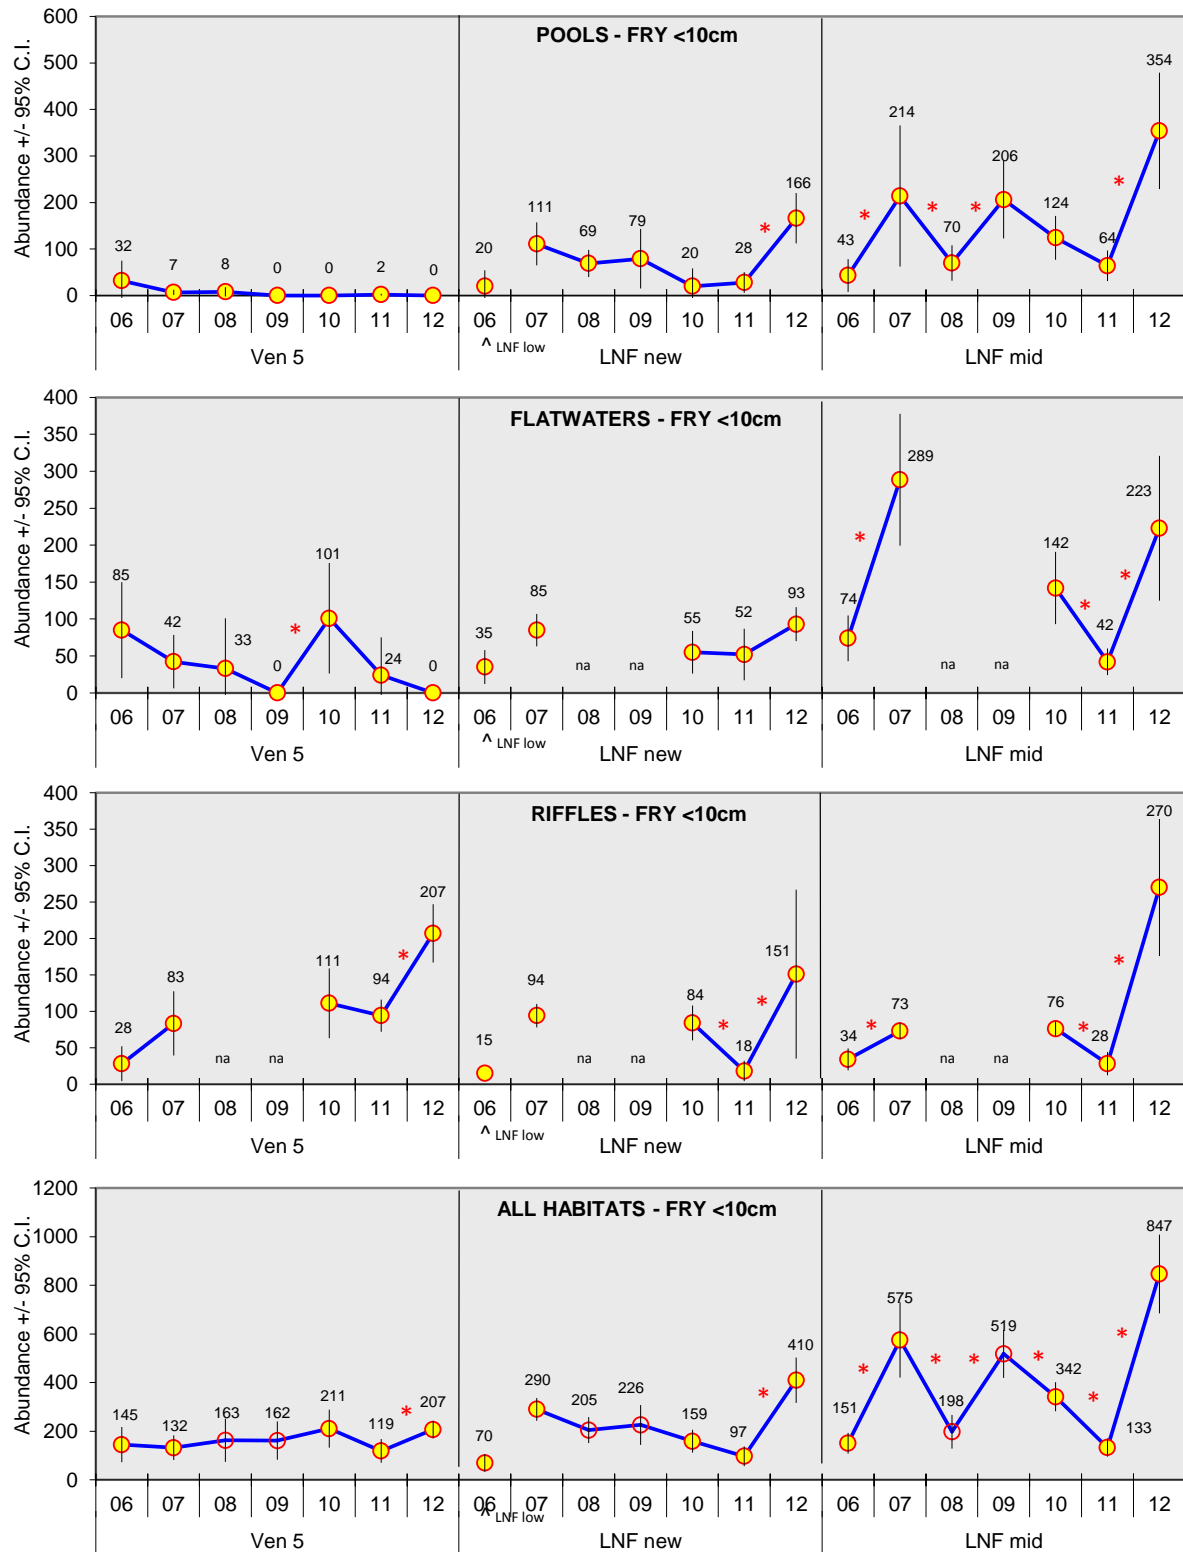 POOLS - FRY <10cm
Abundance +/- 95% C.I.
600
500
400
300
200
100
0
32 7 8 0 0 2 0
20 111 69 79 20 28 * 166
43 * 214 * 70 * 206 124 64 * 354
06 07 08 09 10 11 12 06 07 08 09 10 11 12 06 07 08 09 10 11 12
^ LNF low
Ven 5 LNF new LNF mid
FLATWATERS - FRY <10cm
Abundance +/- 95% C.I.
400
350
300
250
200
150
100
50
0
85 42 33 0 * 101 24 0
35 85 na na 55 52 93
74 * 289 na na 142 * 42 * 223
06 07 08 09 10 11 12 06 07 08 09 10 11 12 06 07 08 09 10 11 12
^ LNF low
Ven 5 LNF new LNF mid
RIFFLES - FRY <10cm
Abundance +/- 95% C.I.
400
350
300
250
200
150
100
50
0
28 83 na na 111 94 * 207
15 94 na na 84 * 18 * 151
34 * 73 na na 76 * 28 * 270
06 07 08 09 10 11 12 06 07 08 09 10 11 12 06 07 08 09 10 11 12
^ LNF low
Ven 5 LNF new LNF mid
ALL HABITATS - FRY <10cm
Abundance +/- 95% C.I.
1200
1000
800
600
400
200
0
145 132 163 162 211 119 * 207
70 290 205 226 159 97 * 410
151 * 575 * 198 * 519 * 342 * 133 * 847
06 07 08 09 10 11 12 06 07 08 09 10 11 12 06 07 08 09 10 11 12
^ LNF low
Ven 5 LNF new LNF mid